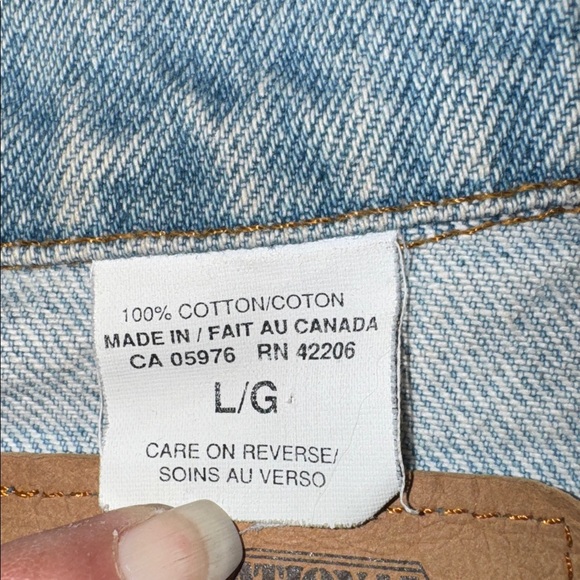 100% COTTON/COTON
MADE IN / FAIT AU CANADA
CA 05976 RN 42206
L/G
CARE ON REVERSE/
SOINS AU VERSO